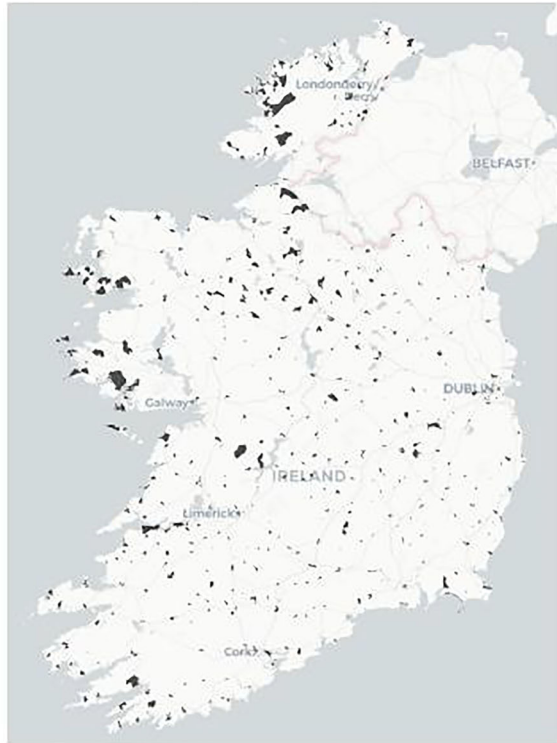 Londonderry/
Derry
BELFAST
DUBLIN
Galway
IRELAND
Limerick
Cork